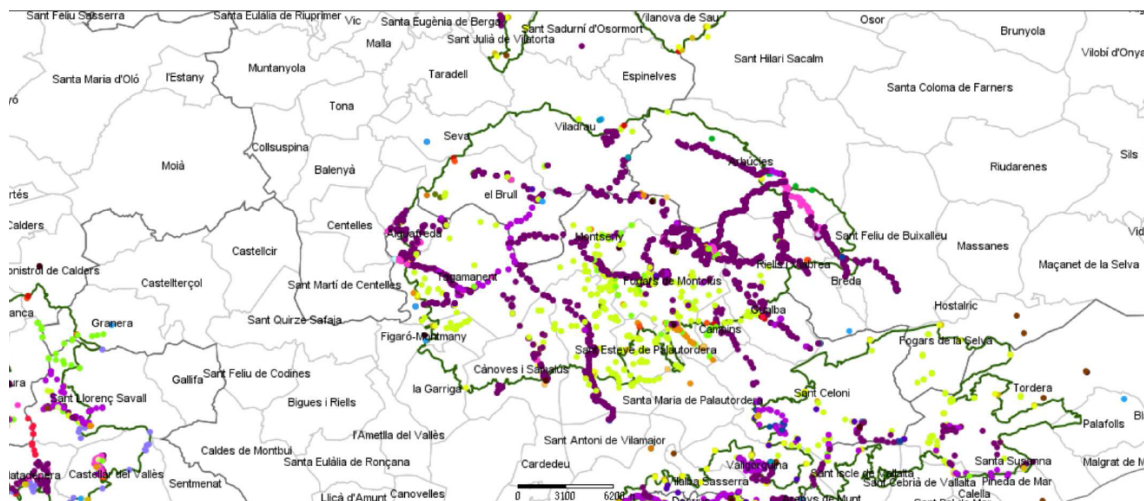 Sant Feliu Sasserra
Santa Eulàlia de Riuprimer
Vic
Santa Eugènia de Berga
Sant Sadurní d'Osormort
Vilanova de Sau
Osor
Brunyola
Malla
Sant Julià de Vilatorta
Vilobí d'Onya
Santa Maria d'Oló
l'Estany
Muntanyola
Taradell
Espinelves
Sant Hilari Sacalm
Santa Coloma de Farners
Tona
Viladrau
Seva
Collsuspina
Moià
Balenyà
Arbúcies
Riudarenes
Sils
el Brull
Calders
Centelles
Aiguafreda
Montseny
Sant Feliu de Buixalleu
Massanes
Castellcir
Riells i Viabrea
Maçanet de la Selva
Castellterçol
Sant Martí de Centelles
Tagamanent
Fogars de Montclús
Breda
Hostalric
Granera
Sant Quirze Safaja
Figaró-Montmany
Gualba
Campins
Fogars de la Selva
Sant Esteve de Palautordera
Gallifa
Sant Feliu de Codines
Cànoves i Samalús
la Garriga
Tordera
Sant Llorenç Savall
Bigues i Riells
Santa Maria de Palautordera
Sant Celoni
Palafolls
l'Ametlla del Vallès
Sant Antoni de Vilamajor
Caldes de Montbui
Santa Eulàlia de Ronçana
Cardedeu
Vallgorguina
Santa Susanna
Malgrat de
Castellar del Vallès
Sentmenat
Vilalba Sasserra
Sant Iscle de Vallalta
Sant Cebrià de Vallalta
Pineda de Mar
Lliçà d'Amunt
Canovelles
0 3100 6200
Calella